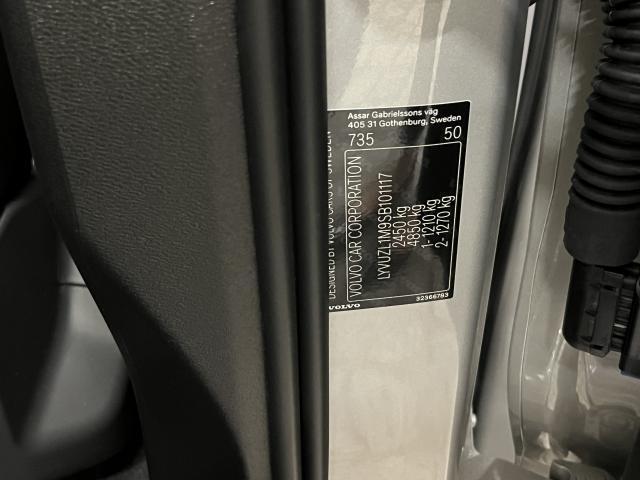 Assar Gabrielssons väg
405 31 Gothenburg, Sweden
735 50
DESIGNED BY VOLVO CARS OF SWEDEN
VOLVO CAR CORPORATION
LYVUZL1M9SB101117
2450 kg
4850 kg
1- 1210 kg
2- 1270 kg
VOLVO
32366763